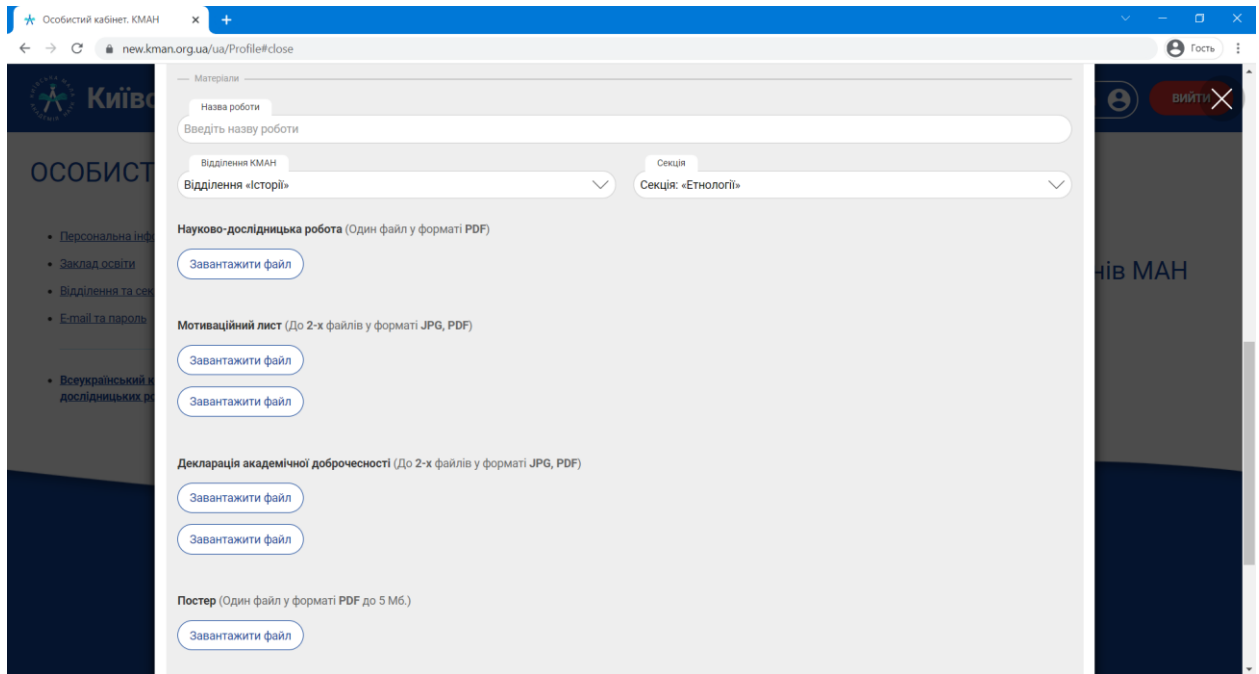 Особистий кабінет. КМАН
new.kman.org.ua/ua/Profile#close
Гость
Матеріали
Київс
ВИЙТИ
Назва роботи
Введіть назву роботи
Відділення КМАН
Секція
ОСОБИСТ
Відділення «Історії»
Секція: «Етнології»
Науково-дослідницька робота (Один файл у форматі PDF)
Персональна інфо
Завантажити файл
Заклад освіти
нів МАН
Відділення та сек
E-mail та пароль
Мотиваційний лист (До 2-х файлів у форматі JPG, PDF)
Завантажити файл
Всеукраїнський к
дослідницьких ро
Завантажити файл
Декларація академічної доброчесності (До 2-х файлів у форматі JPG, PDF)
Завантажити файл
Завантажити файл
Постер (Один файл у форматі PDF до 5 Мб.)
Завантажити файл